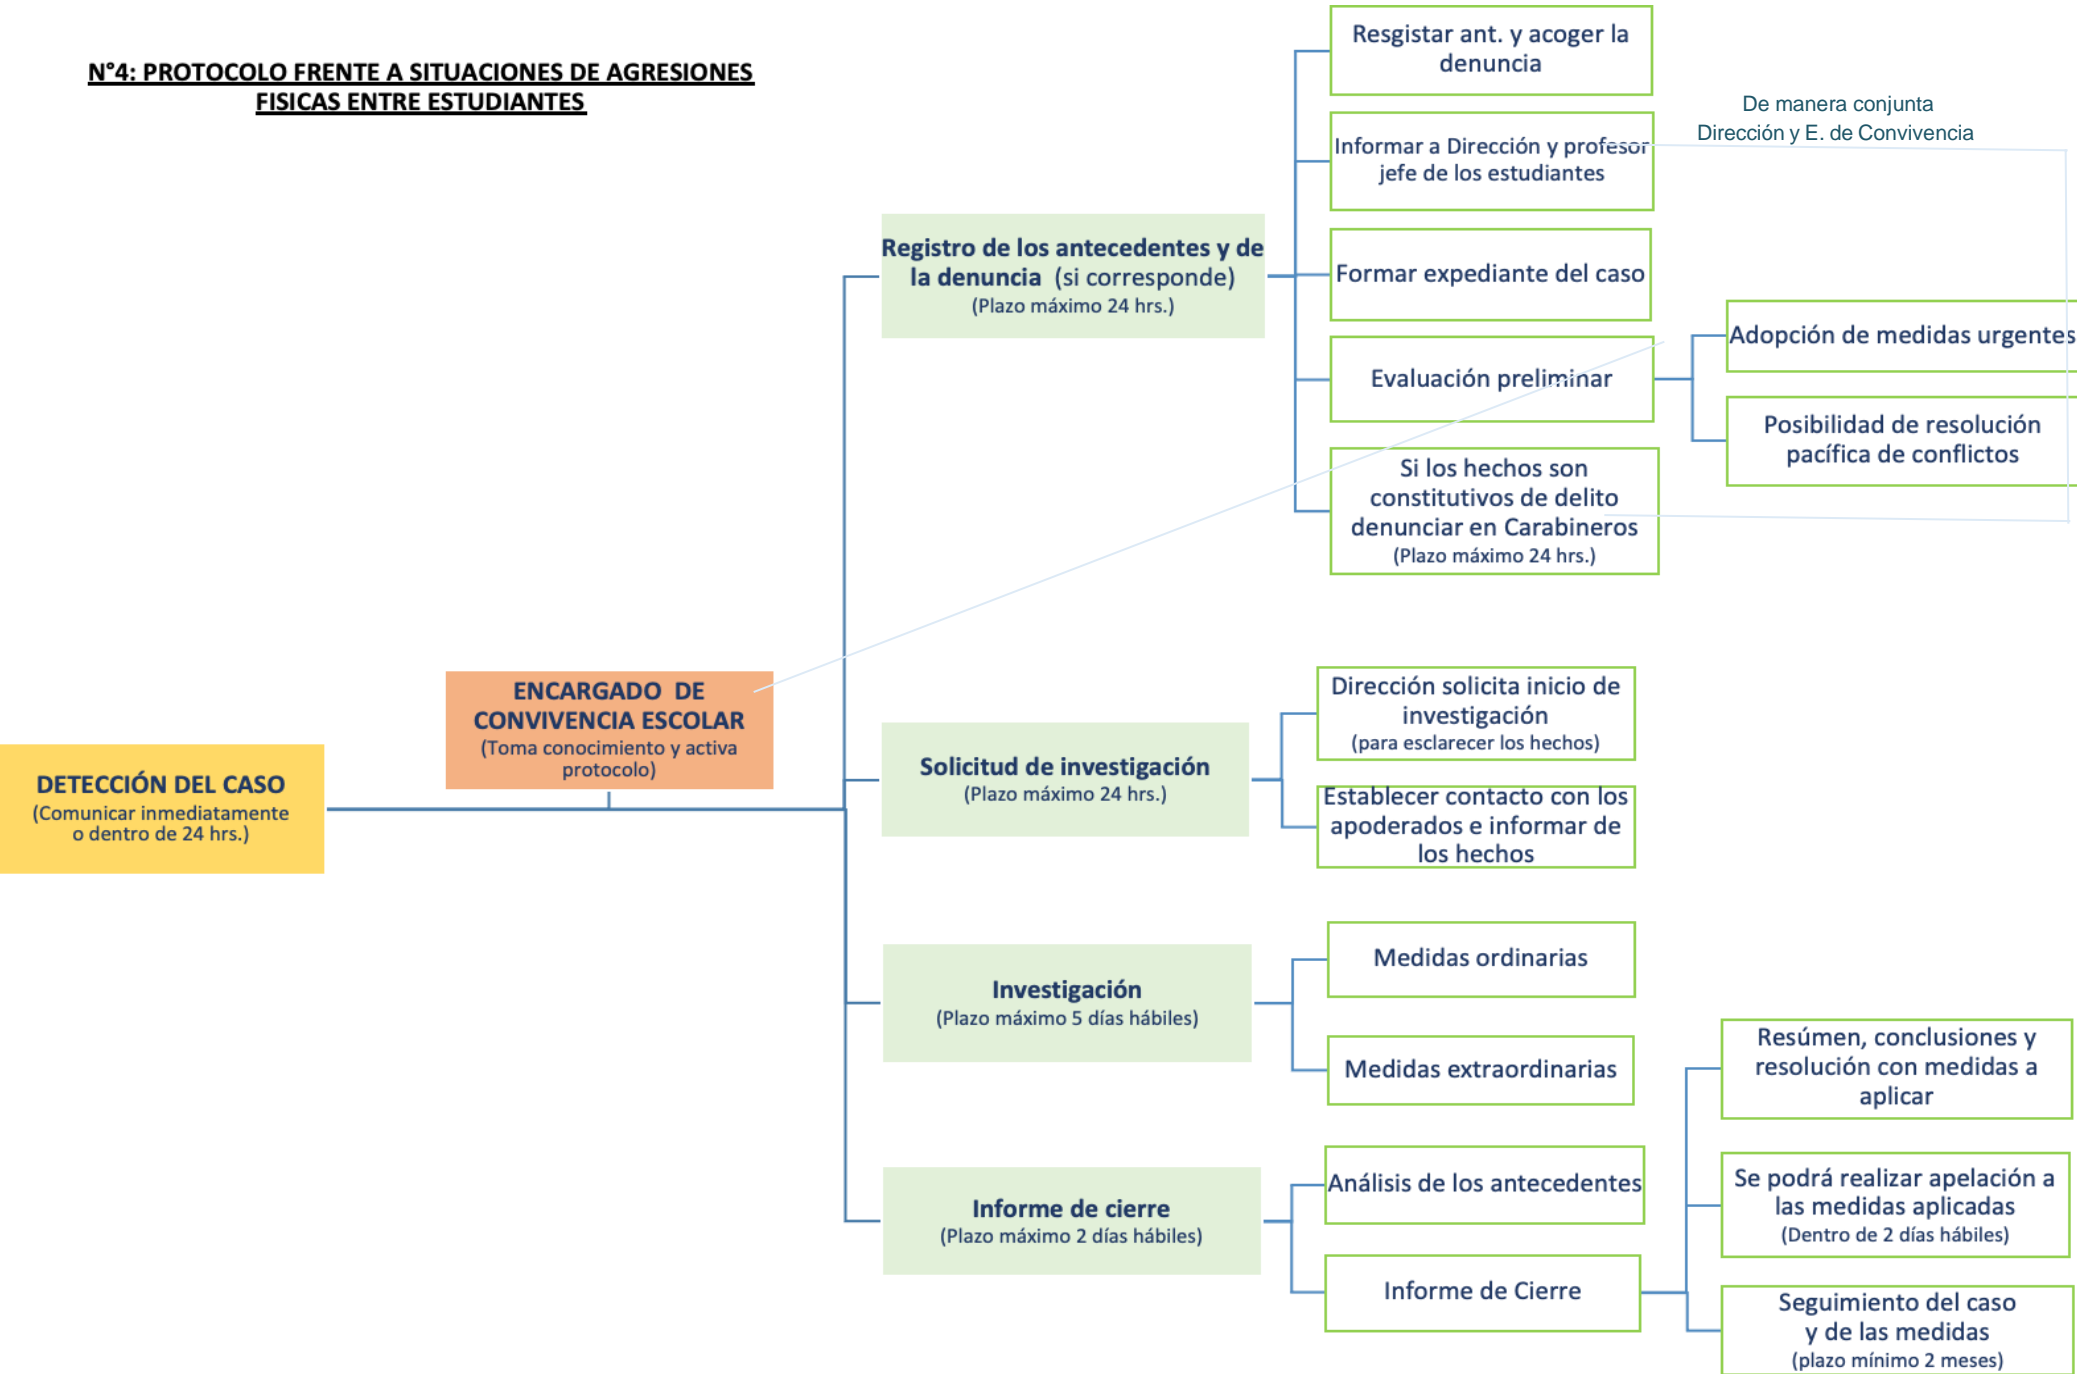 N°4: PROTOCOLO FRENTE A SITUACIONES DE AGRESIONES
FISICAS ENTRE ESTUDIANTES
DETECCIÓN DEL CASO
(Comunicar inmediatamente
o dentro de 24 hrs.)
ENCARGADO DE
CONVIVENCIA ESCOLAR
(Toma conocimiento y activa
protocolo)
Registro de los antecedentes y de
la denuncia (si corresponde)
(Plazo máximo 24 hrs.)
Resgistar ant. y acoger la
denuncia
De manera conjunta
Dirección y E. de Convivencia
Informar a Dirección y profesor
jefe de los estudiantes
Formar expediante del caso
Evaluación preliminar
Adopción de medidas urgentes
Posibilidad de resolución
pacífica de conflictos
Si los hechos son
constitutivos de delito
denunciar en Carabineros
(Plazo máximo 24 hrs.)
Solicitud de investigación
(Plazo máximo 24 hrs.)
Dirección solicita inicio de
investigación
(para esclarecer los hechos)
Establecer contacto con los
apoderados e informar de
los hechos
Investigación
(Plazo máximo 5 días hábiles)
Medidas ordinarias
Medidas extraordinarias
Informe de cierre
(Plazo máximo 2 días hábiles)
Análisis de los antecedentes
Informe de Cierre
Resúmen, conclusiones y
resolución con medidas a
aplicar
Se podrá realizar apelación a
las medidas aplicadas
(Dentro de 2 días hábiles)
Seguimiento del caso
y de las medidas
(plazo mínimo 2 meses)